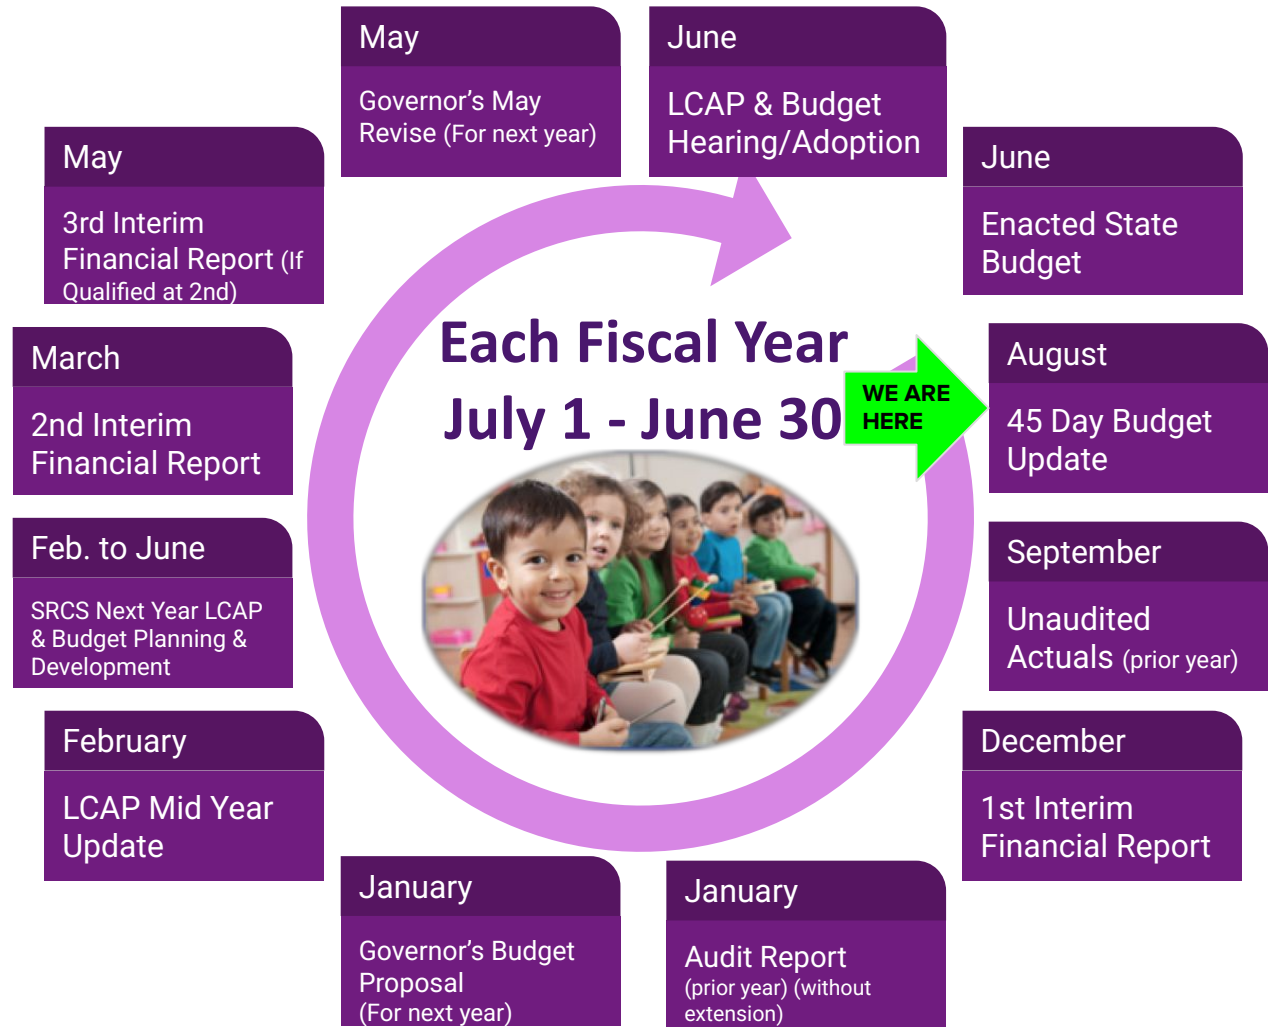 May
Governor’s May
Revise (For next year)
June
LCAP & Budget
Hearing/Adoption
June
Enacted State
Budget
August
45 Day Budget
Update
September
Unaudited
Actuals (prior year)
December
1st Interim
Financial Report
January
Audit Report
(prior year) (without
extension)
January
Governor’s Budget
Proposal
(For next year)
February
LCAP Mid Year
Update
Feb. to June
SRCS Next Year LCAP
& Budget Planning &
Development
March
2nd Interim
Financial Report
May
3rd Interim
Financial Report (If
Qualified at 2nd)
Each Fiscal Year
July 1 - June 30
WE ARE
HERE